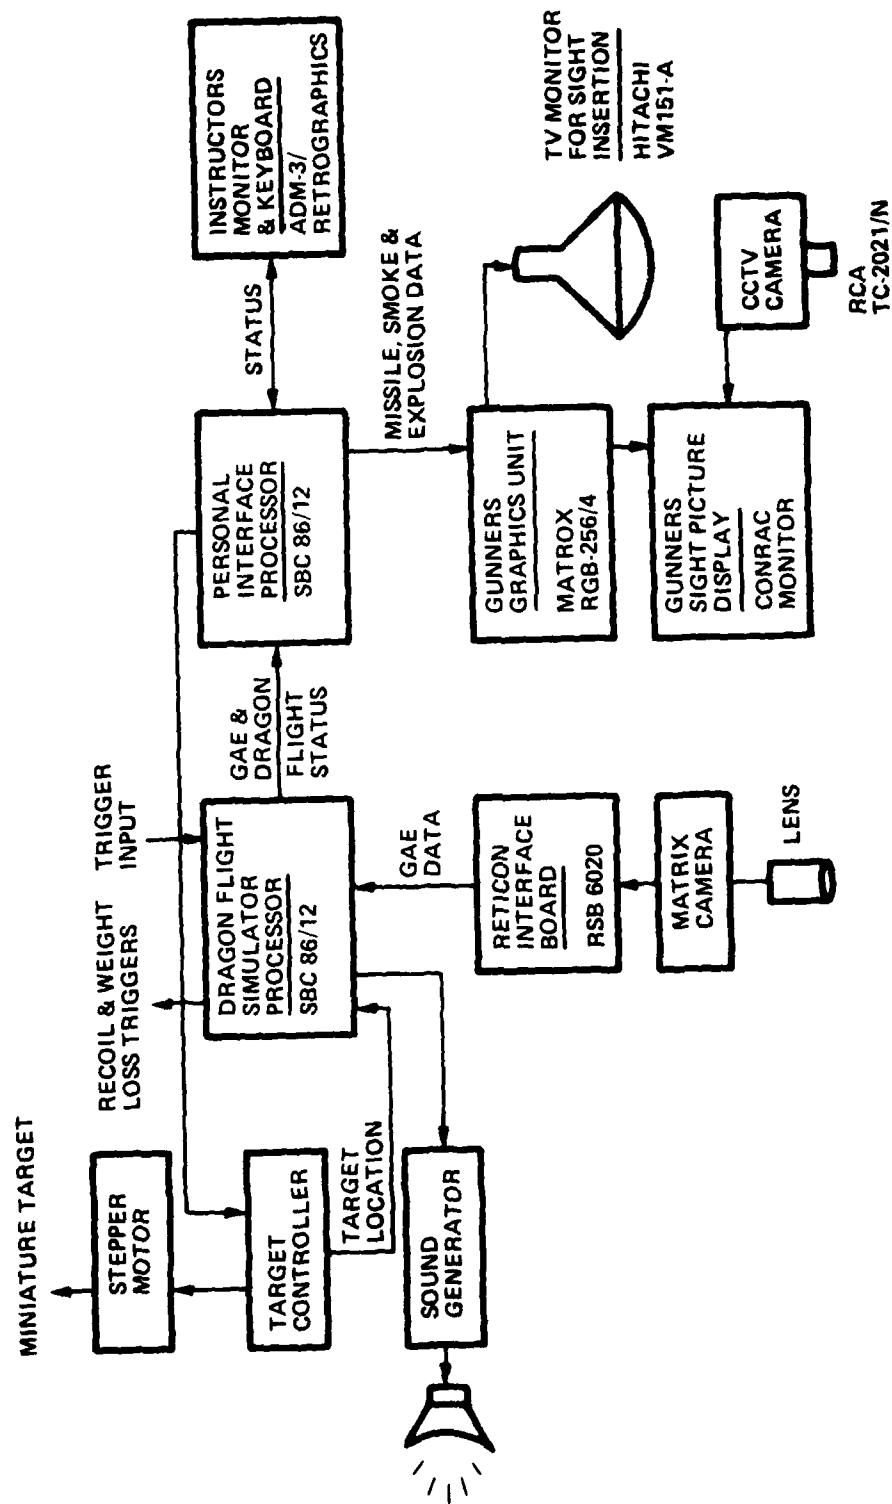 MINIATURE TARGET
STEPPER
MOTOR
TARGET
CONTROLLER
TARGET
LOCATION
SOUND
GENERATOR
RECOIL & WEIGHT
LOSS TRIGGERS
TRIGGER
INPUT
DRAGON FLIGHT
SIMULATOR
PROCESSOR
SBC 86/12
GAE
DATA
RETICON
INTERFACE
BOARD
RSB 6020
MATRIX
CAMERA
LENS
GAE &
DRAGON
FLIGHT
STATUS
PERSONAL
INTERFACE
PROCESSOR
SBC 86/12
STATUS
INSTRUCTORS
MONITOR
& KEYBOARD
ADM-3/
RETROGRAPHICS
MISSILE, SMOKE &
EXPLOSION DATA
GUNNERS
GRAPHICS UNIT
MATROX
RGB-256/4
TV MONITOR
FOR SIGHT
INSERTION
HITACHI
VM151-A
GUNNERS
SIGHT PICTURE
DISPLAY
CONRAC
MONITOR
CCTV
CAMERA
RCA
TC-2021/N